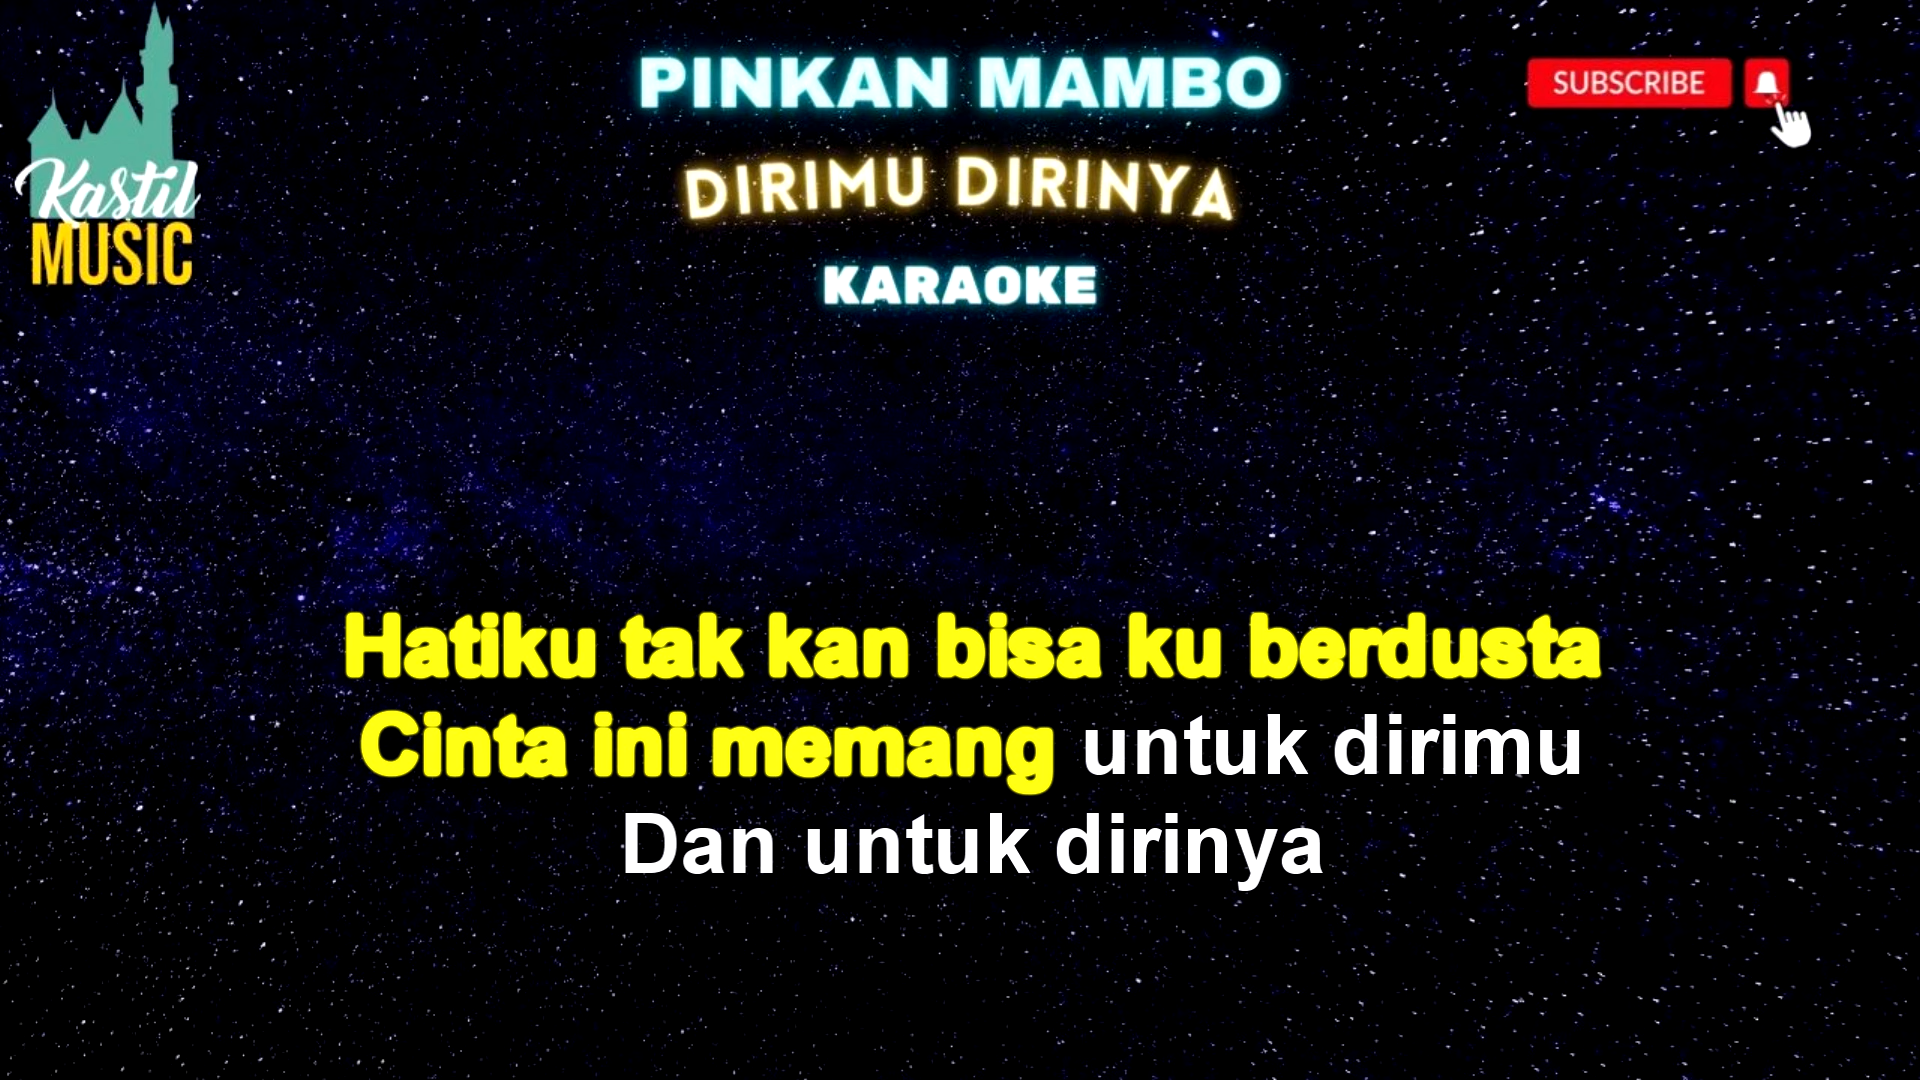 PINKAN MAMBO
SUBSCRIBE
DIRIMU DIRINYA
Kastil
MUSIC
KARAOKE
Hatiku tak kan bisa ku berdusta
Cinta ini memang untuk dirimu
Dan untuk dirinya